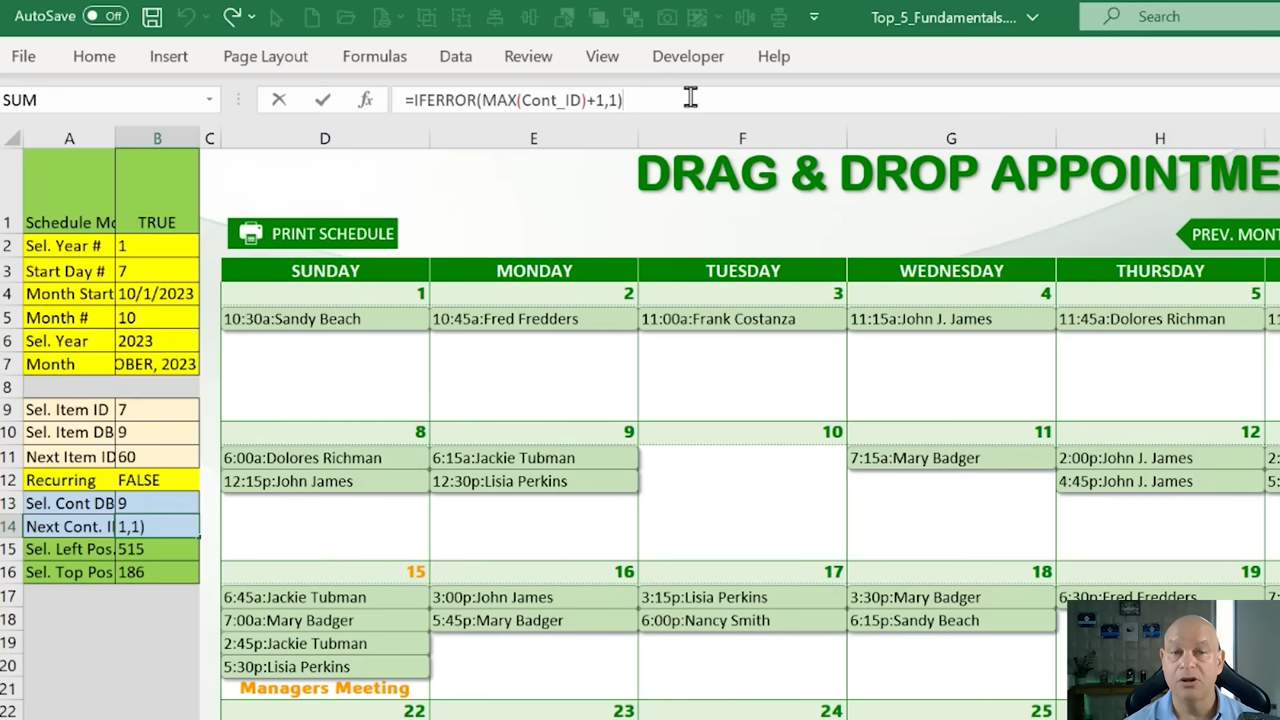 AutoSave Off Top_5_Fundamentals.... Search
File Home Insert Page Layout Formulas Data Review View Developer Help
SUM fx =IFERROR(MAX(Cont_ID)+1,1)
A B C D E F G H
DRAG & DROP APPOINTME
1 Schedule Mo TRUE
PRINT SCHEDULE PREV. MONT
2 Sel. Year # 1
3 Start Day # 7 SUNDAY MONDAY TUESDAY WEDNESDAY THURSDAY
4 Month Start 10/1/2023 1 2 3 4 5
5 Month # 10 10:30a:Sandy Beach 10:45a:Fred Fredders 11:00a:Frank Costanza 11:15a:John J. James 11:45a:Dolores Richman 11
6 Sel. Year 2023
7 Month OBER, 2023
8
9 Sel. Item ID 7
10 Sel. Item DB 9 8 9 10 11 12
11 Next Item ID 60 6:00a:Dolores Richman 6:15a:Jackie Tubman 7:15a:Mary Badger 2:00p:John J. James 2:
12 Recurring FALSE 12:15p:John James 12:30p:Lisia Perkins 4:45p:John J. James 5:
13 Sel. Cont DB 9
14 Next Cont. I 1,1)
15 Sel. Left Pos. 515
16 Sel. Top Pos 186 15 16 17 18 19
17 6:45a:Jackie Tubman 3:00p:John James 3:15p:Lisia Perkins 3:30p:Mary Badger 6:30p:Fred Fredders 7:
18 7:00a:Mary Badger 5:45p:Mary Badger 6:00p:Nancy Smith 6:15p:Sandy Beach
19 2:45p:Jackie Tubman
20 5:30p:Lisia Perkins
21 Managers Meeting
22 22 23 24 25